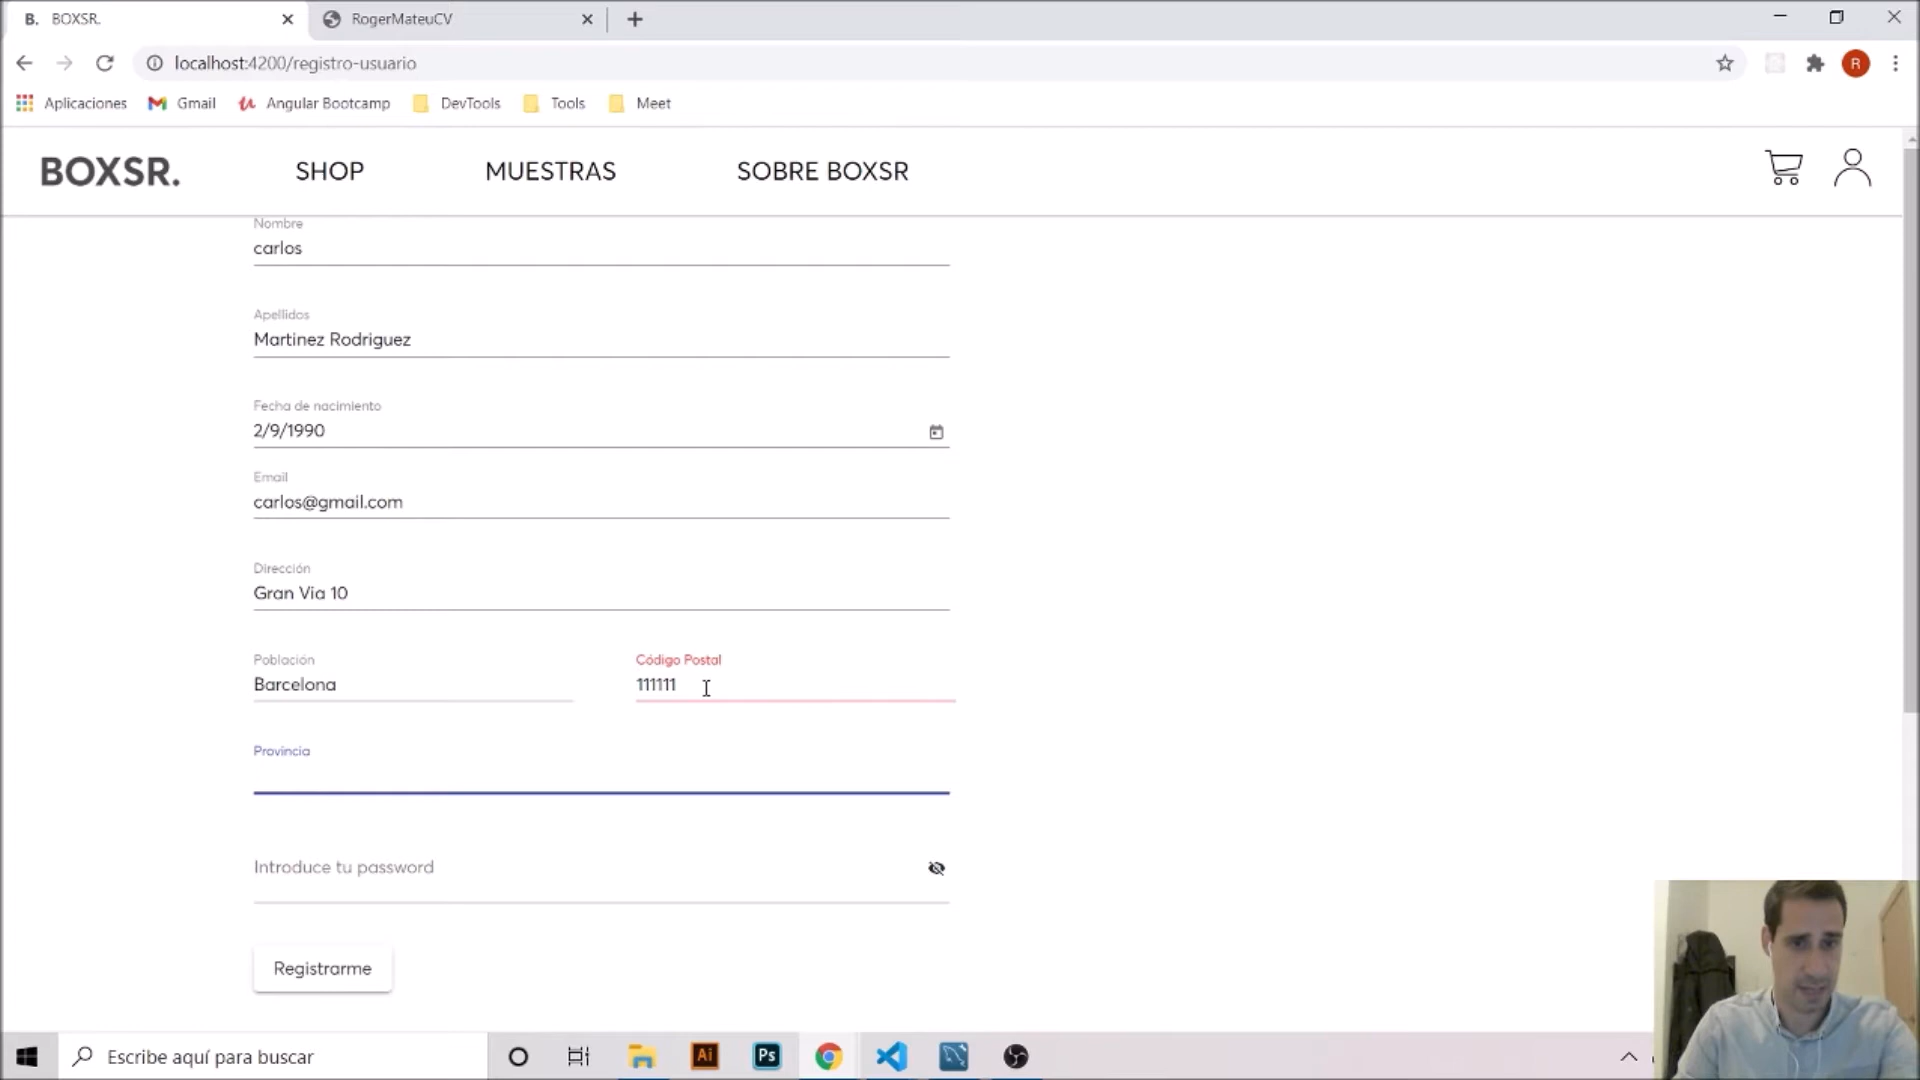 B. BOXSR.
RogerMateuCV
localhost:4200/registro-usuario
R
Aplicaciones
Gmail
Angular Bootcamp
DevTools
Tools
Meet
BOXSR.
SHOP
MUESTRAS
SOBRE BOXSR
Nombre
carlos
Apellidos
Martinez Rodriguez
Fecha de nacimiento
2/9/1990
Email
carlos@gmail.com
Dirección
Gran Via 10
Población
Código Postal
Barcelona
111111
Provincia
Introduce tu password
Registrarme
Escribe aquí para buscar
Ai
Ps